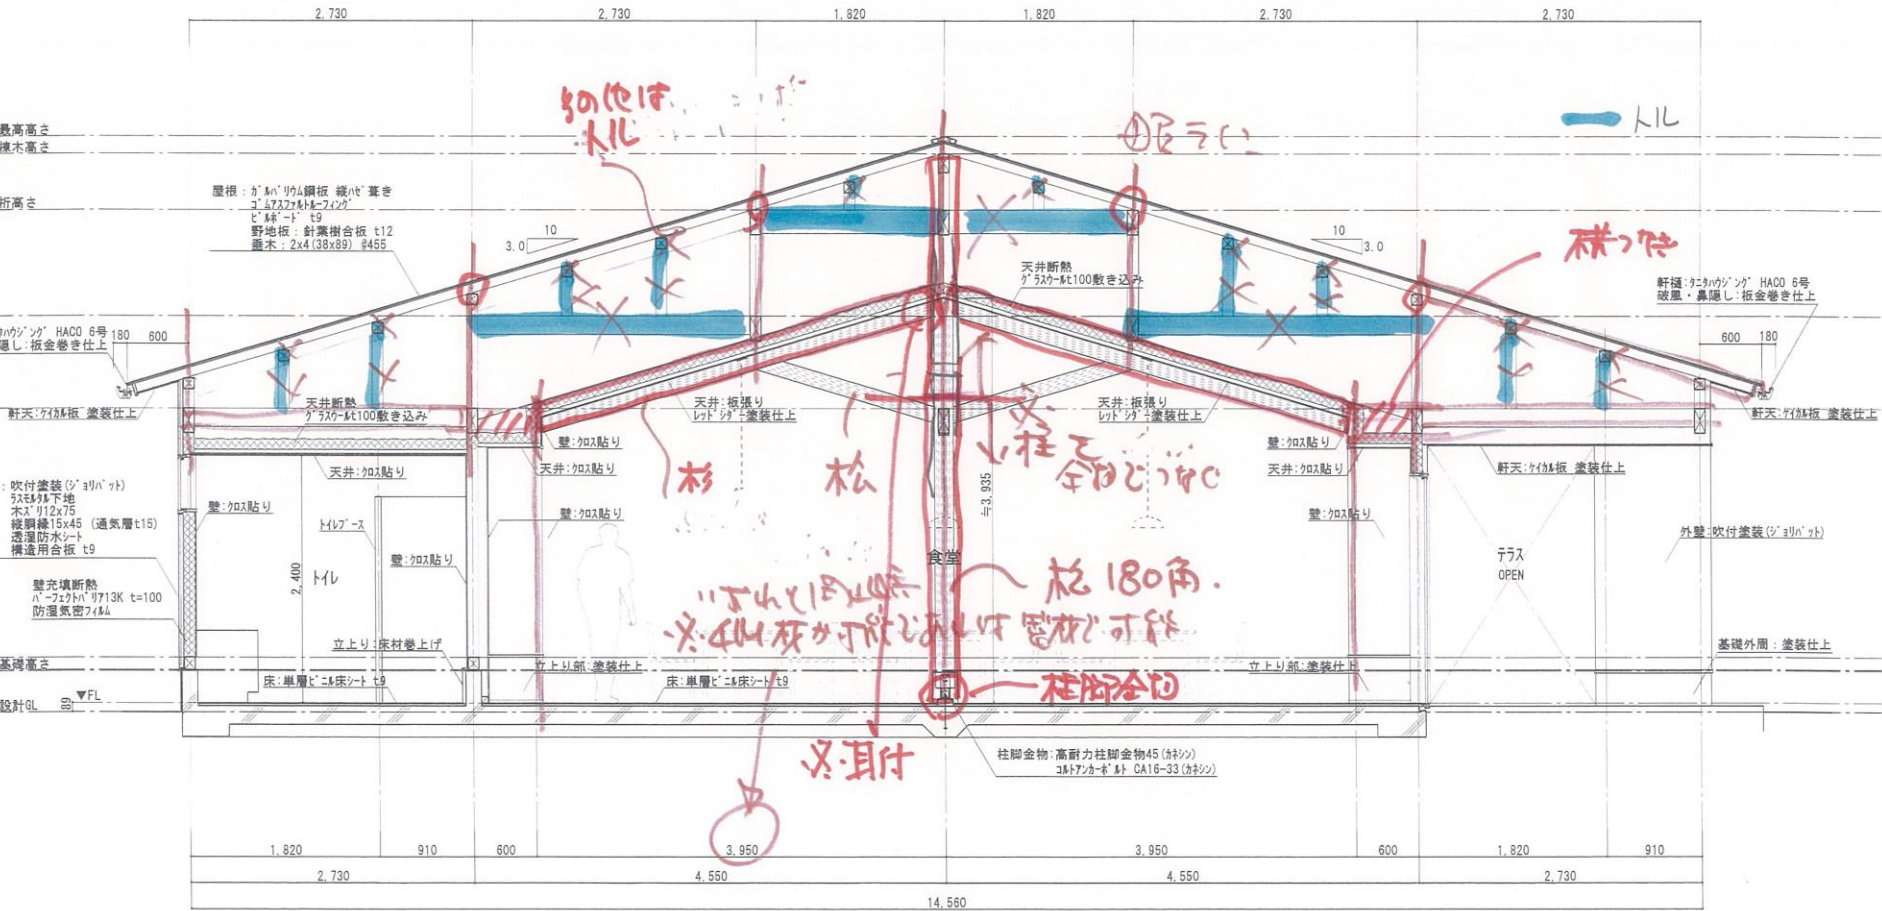 2,730
2,730
1,820
1,820
2,730
2,730
その他は
トル
トル
最高高さ
棟木高さ
桁高さ
屋根：ガルバリウム鋼板 縦ハゼ葺き
ゴムアスファルトルーフィング
ビルボード t9
野地板：針葉樹合板 t12
垂木：2x4(38x89) @455
10
3.0
10
3.0
天井断熱
グラスウールt100敷き込み
横つなぎ
軒樋：タニタハウジング HACO 6号
破風・鼻隠し：板金巻き仕上
ハウジング HACO 6号
隠し：板金巻き仕上
180
600
600
180
軒天：ケイカル板 塗装仕上
天井断熱
グラスウールt100敷き込み
天井：板張り
レッドシダー塗装仕上
天井：板張り
レッドシダー塗装仕上
軒天：ケイカル板 塗装仕上
壁：クロス貼り
天井：クロス貼り
天井：クロス貼り
杉
松
※柱で
金物でつなぐ
壁：クロス貼り
天井：クロス貼り
軒天：ケイカル板 塗装仕上
：吹付塗装(ジョリパット)
ラスモルタル下地
木ズリ12x75
縦胴縁15x45 (通気層t15)
透湿防水シート
構造用合板 t9
壁：クロス貼り
トイレブース
壁：クロス貼り
壁：クロス貼り
≒3,935
壁：クロス貼り
外壁：吹付塗装(ジョリパット)
2,400
トイレ
食堂
テラス
OPEN
壁充填断熱
パーフェクトバリア13K t=100
防湿気密フィルム
松 180角.
立上り：床材巻上げ
基礎外周：塗装仕上
基礎高さ
立上り部：塗装仕上
立上り部：塗装仕上
床：単層ビニル床シート t9
床：単層ビニル床シート t9
柱脚金物
▼FL
設計GL
89
※耳付
柱脚金物：高耐力柱脚金物45(カネシン)
コルトアンカーボルト CA16-33(カネシン)
1,820
910
600
3,950
3,950
600
1,820
910
2,730
4,550
4,550
2,730
14,560